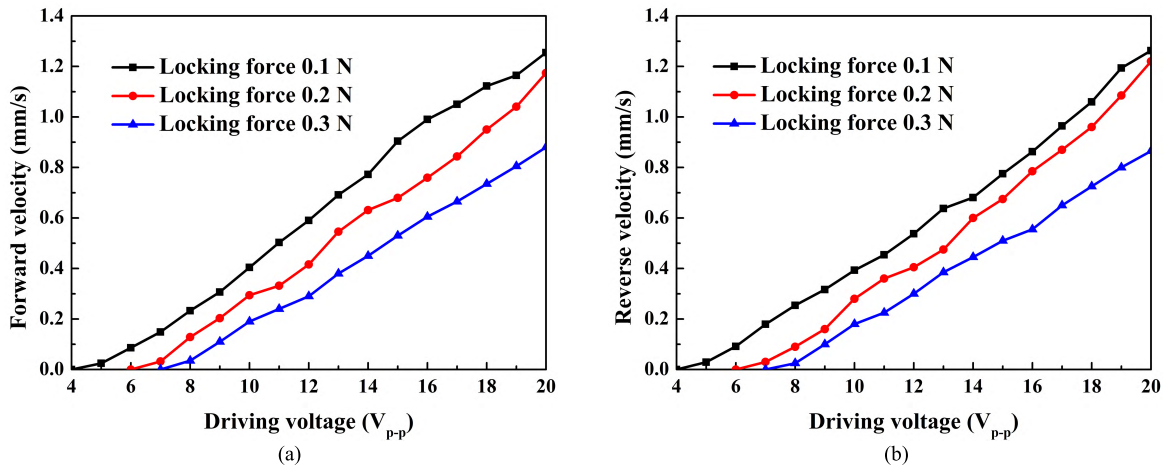 1.4
1.2
1.0
0.8
0.6
0.4
0.2
0.0
Forward velocity (mm/s)
Locking force 0.1 N
Locking force 0.2 N
Locking force 0.3 N
4 6 8 10 12 14 16 18 20
Driving voltage (Vp-p)
(a)
1.4
1.2
1.0
0.8
0.6
0.4
0.2
0.0
Reverse velocity (mm/s)
Locking force 0.1 N
Locking force 0.2 N
Locking force 0.3 N
4 6 8 10 12 14 16 18 20
Driving voltage (Vp-p)
(b)